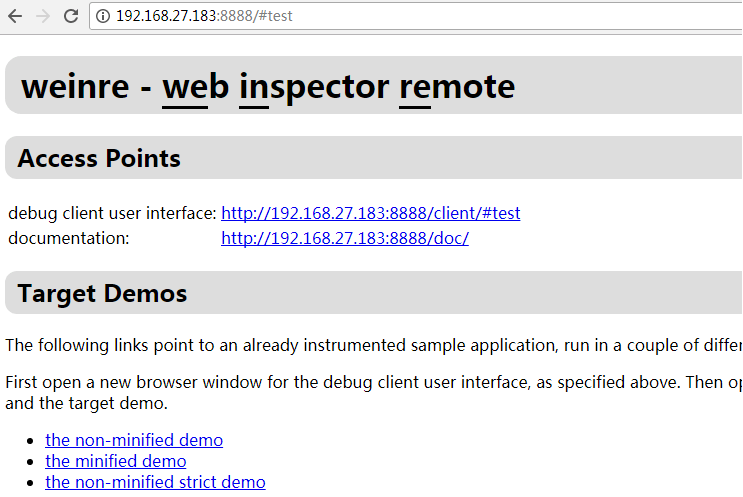 192.168.27.183:8888/#test
weinre - web inspector remote
Access Points
debug client user interface: http://192.168.27.183:8888/client/#test
documentation: http://192.168.27.183:8888/doc/
Target Demos
The following links point to an already instrumented sample application, run in a couple of
First open a new browser window for the debug client user interface, as specified above. Then
and the target demo.
the non-minified demo
the minified demo
the non-minified strict demo